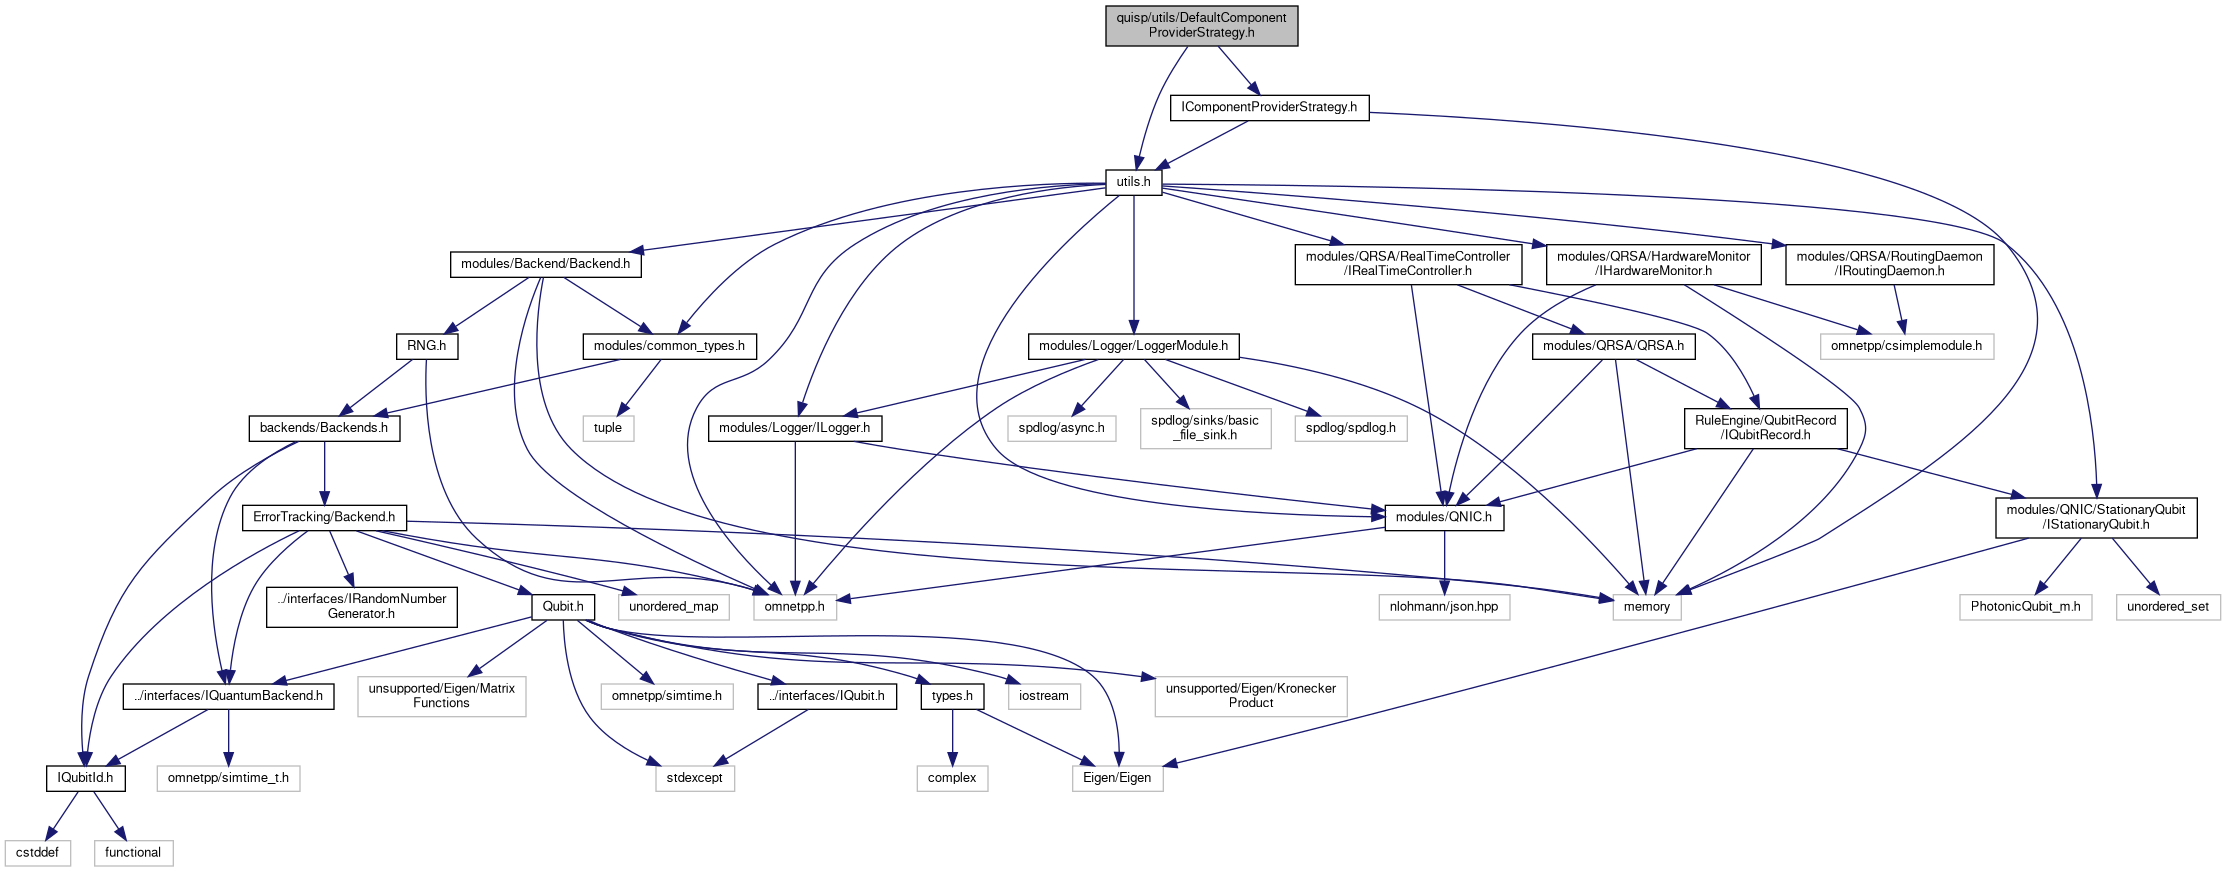 quisp/utils/DefaultComponent
ProviderStrategy.h
IComponentProviderStrategy.h
utils.h
modules/Backend/Backend.h
modules/QRSA/RealTimeController
/IRealTimeController.h
modules/QRSA/HardwareMonitor
/IHardwareMonitor.h
modules/QRSA/RoutingDaemon
/IRoutingDaemon.h
RNG.h
modules/common_types.h
modules/Logger/LoggerModule.h
modules/QRSA/QRSA.h
omnetpp/csimplemodule.h
backends/Backends.h
tuple
modules/Logger/ILogger.h
spdlog/async.h
spdlog/sinks/basic
_file_sink.h
spdlog/spdlog.h
RuleEngine/QubitRecord
/IQubitRecord.h
ErrorTracking/Backend.h
modules/QNIC.h
modules/QNIC/StationaryQubit
/IStationaryQubit.h
../interfaces/IRandomNumber
Generator.h
Qubit.h
unordered_map
omnetpp.h
nlohmann/json.hpp
memory
PhotonicQubit_m.h
unordered_set
../interfaces/IQuantumBackend.h
unsupported/Eigen/Matrix
Functions
omnetpp/simtime.h
../interfaces/IQubit.h
types.h
iostream
unsupported/Eigen/Kronecker
Product
IQubitId.h
omnetpp/simtime_t.h
stdexcept
complex
Eigen/Eigen
cstddef
functional